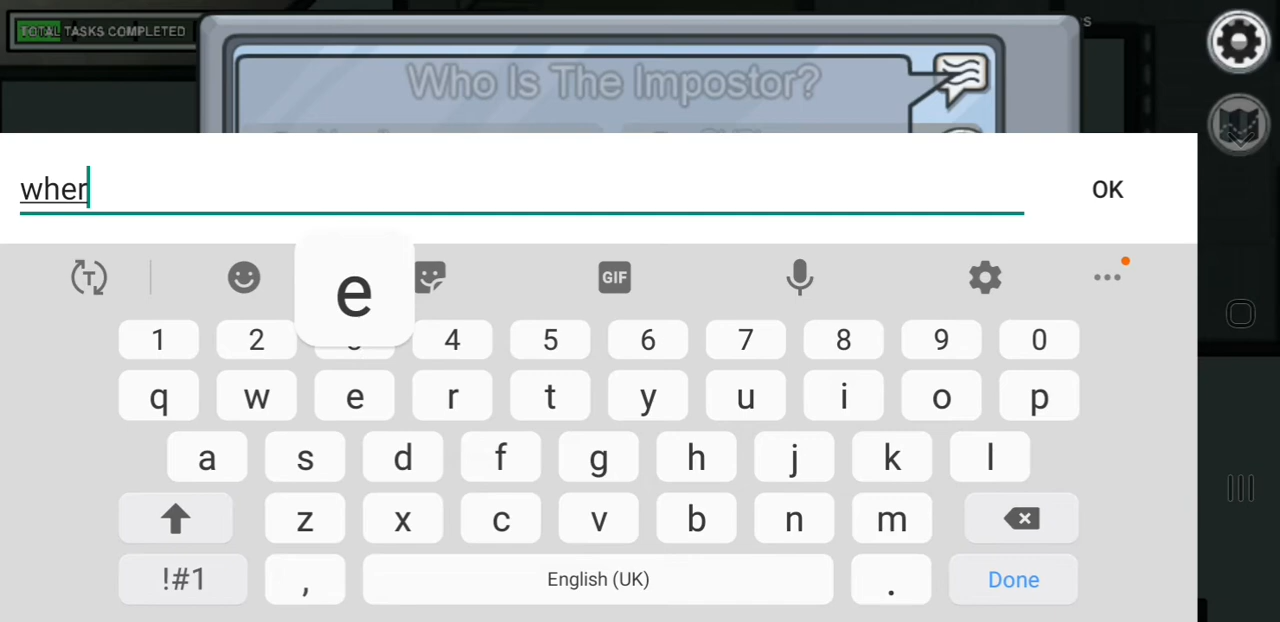 TOTAL TASKS COMPLETED
S
Who Is The Impostor?
wher
OK
T
GIF
e
1 2 4 5 6 7 8 9 0
q w e r t y u i o p
a s d f g h j k l
z x c v b n m
!#1 , English (UK) . Done